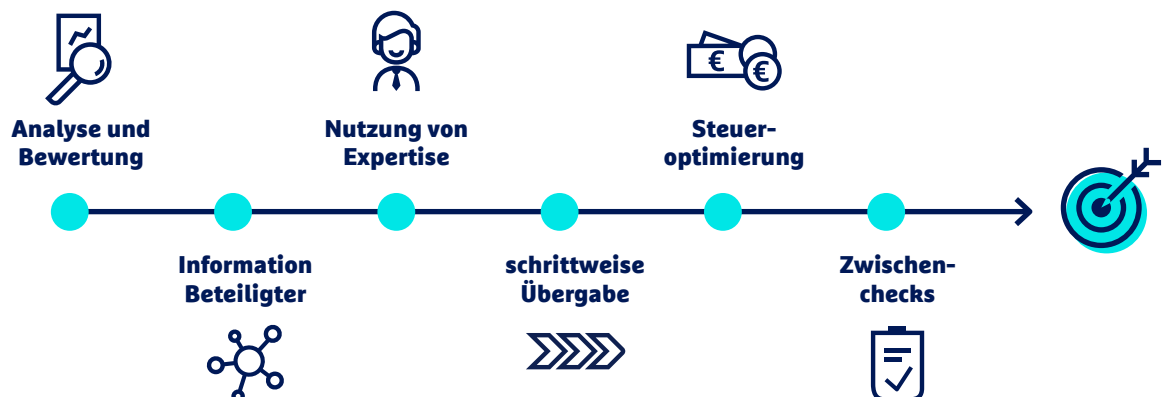 Analyse und
Bewertung
Information
Beteiligter
Nutzung von
Expertise
schrittweise
Übergabe
Steuer-
optimierung
€
€
Zwischen-
checks